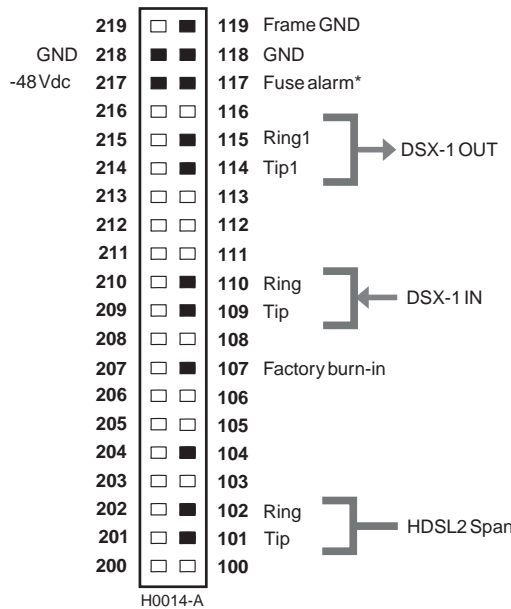 219 119 Frame GND
GND 218 118 GND
-48Vdc 217 117 Fuse alarm*
216 116
215 115 Ring1
DSX-1 OUT
214 114 Tip1
213 113
212 112
211 111
210 110 Ring
DSX-1 IN
209 109 Tip
208 108
207 107 Factory burn-in
206 106
205 105
204 104
203 103
202 102 Ring
HDSL2 Span
201 101 Tip
200 100
H0014-A